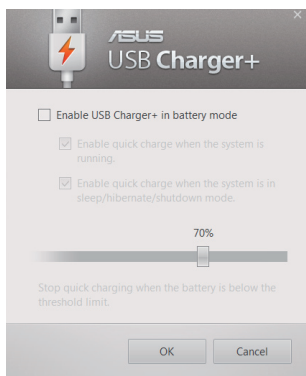 ASUS
USB Charger+
Enable USB Charger+ in battery mode
Enable quick charge when the system is
running.
Enable quick charge when the system is in
sleep/hibernate/shutdown mode.
70%
Stop quick charging when the battery is below the
threshold limit.
OK
Cancel